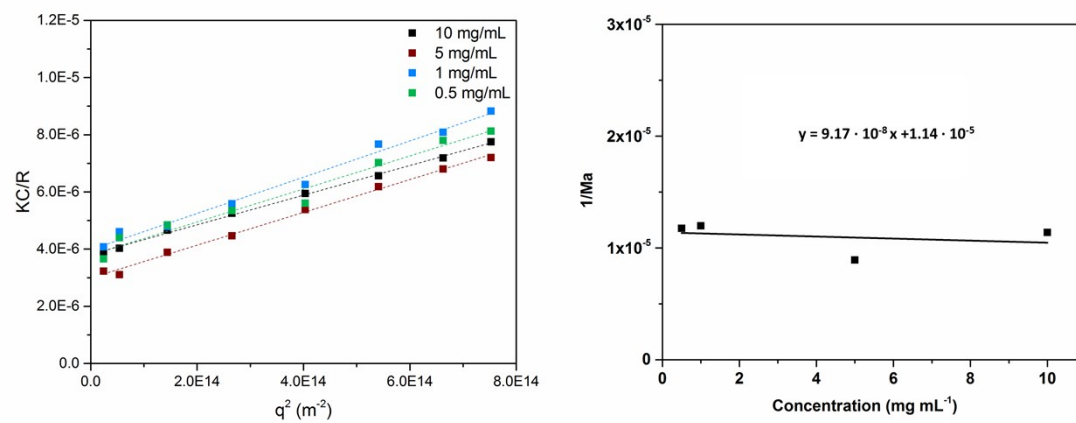 1.2E-5
1.0E-5
8.0E-6
6.0E-6
4.0E-6
2.0E-6
0.0
KC/R
10 mg/mL
5 mg/mL
1 mg/mL
0.5 mg/mL
0.0
2.0E14
4.0E14
6.0E14
8.0E14
q² (m⁻²)
3x10⁻⁵
2x10⁻⁵
1x10⁻⁵
0
1/Ma
y = 9.17 · 10⁻⁸ x +1.14 · 10⁻⁵
0
2
4
6
8
10
Concentration (mg mL⁻¹)